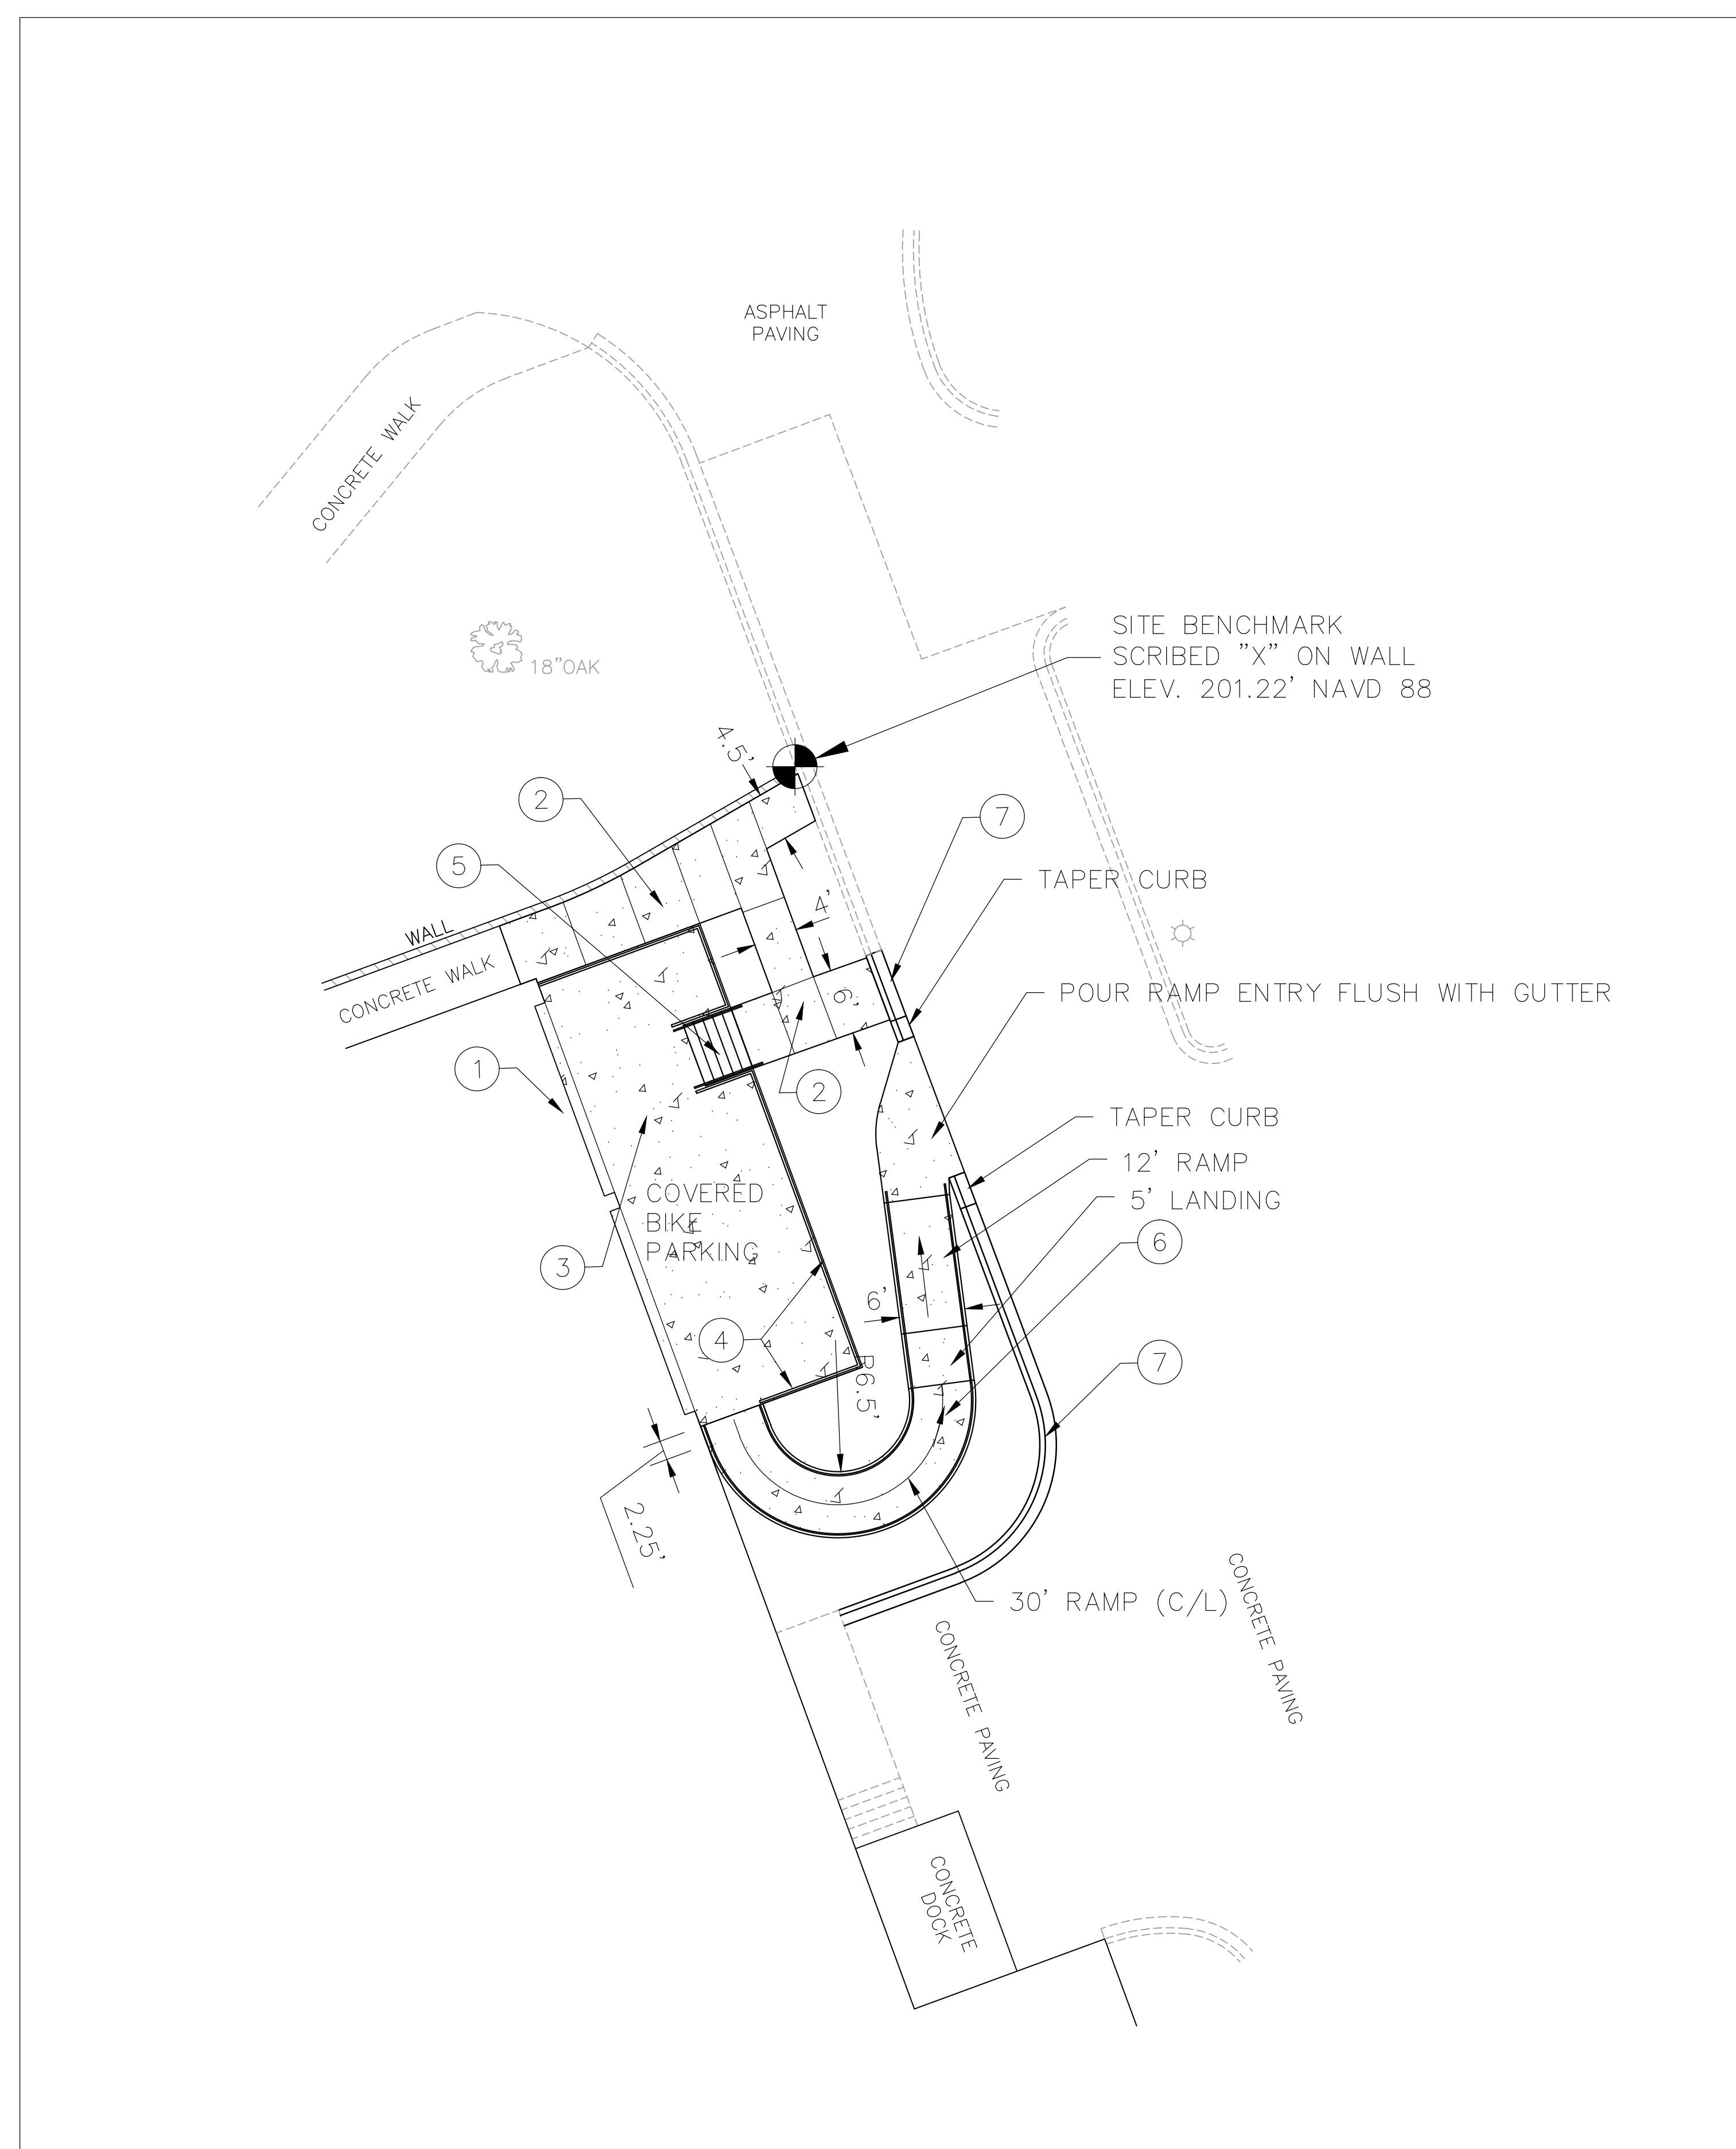 ASPHALT
PAVING
CONCRETE WALK
18"OAK
SITE BENCHMARK
SCRIBED "X" ON WALL
ELEV. 201.22' NAVD 88
4.5'
2
7
5
TAPER CURB
4'
WALL
CONCRETE WALK
6'
POUR RAMP ENTRY FLUSH WITH GUTTER
1
2
TAPER CURB
12' RAMP
5' LANDING
COVERED
BIKE
PARKING
3
6
6'
4
R6.5'
7
2.25'
30' RAMP (C/L)
CONCRETE PAVING
CONCRETE PAVING
CONCRETE
DOCK